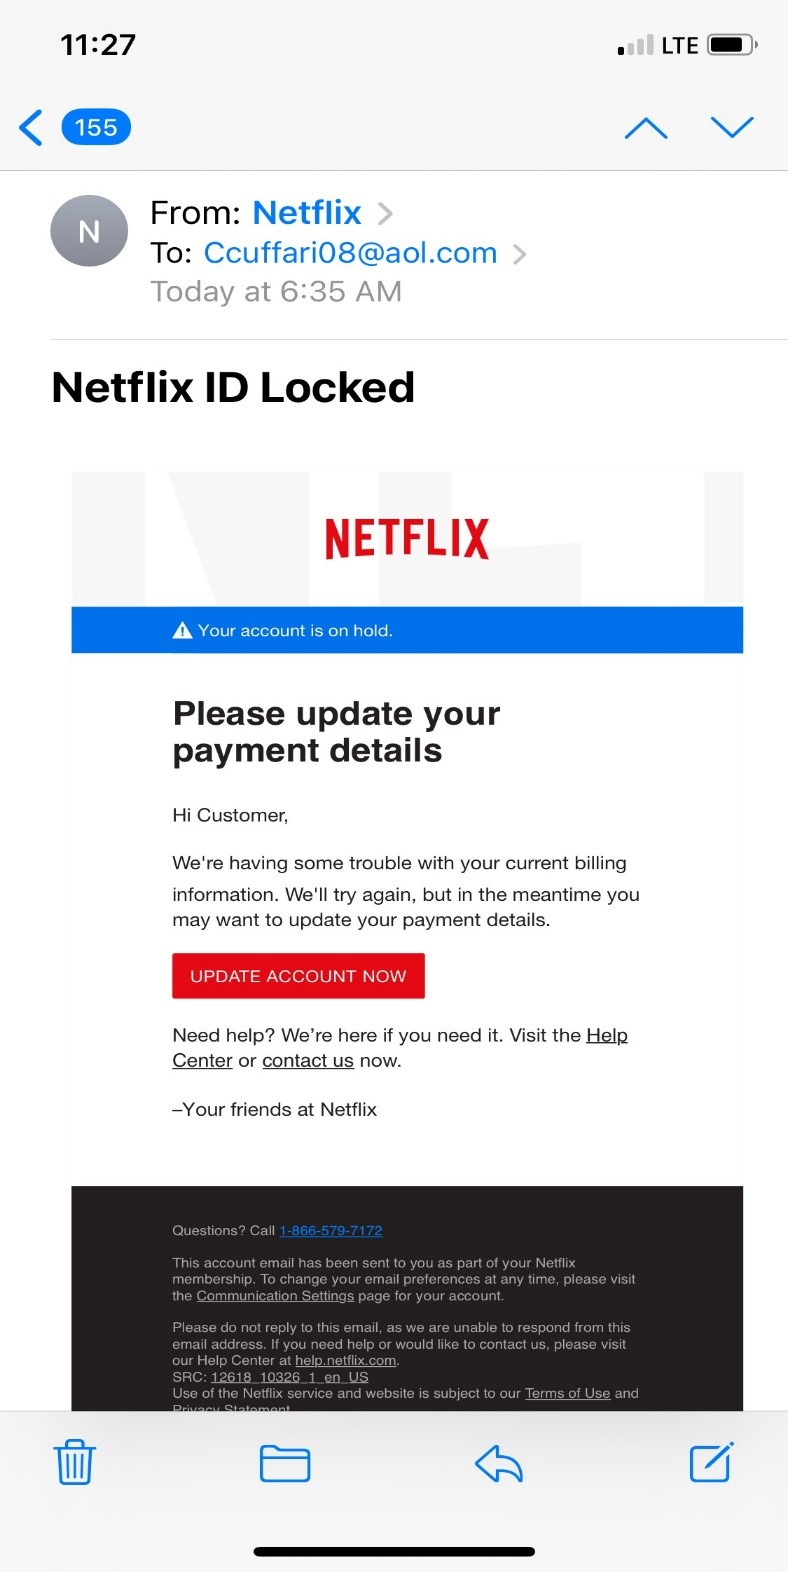 11:27 LTE
155
N
From: Netflix
To: Ccuffari08@aol.com
Today at 6:35 AM
Netflix ID Locked
NETFLIX
Your account is on hold.
Please update your
payment details
Hi Customer,
We're having some trouble with your current billing
information. We'll try again, but in the meantime you
may want to update your payment details.
UPDATE ACCOUNT NOW
Need help? We’re here if you need it. Visit the Help
Center or contact us now.
–Your friends at Netflix
Questions? Call 1-866-579-7172
This account email has been sent to you as part of your Netflix
membership. To change your email preferences at any time, please visit
the Communication Settings page for your account.
Please do not reply to this email, as we are unable to respond from this
email address. If you need help or would like to contact us, please visit
our Help Center at help.netflix.com.
SRC: 12618_10326_1_en_US
Use of the Netflix service and website is subject to our Terms of Use and
Privacy Statement